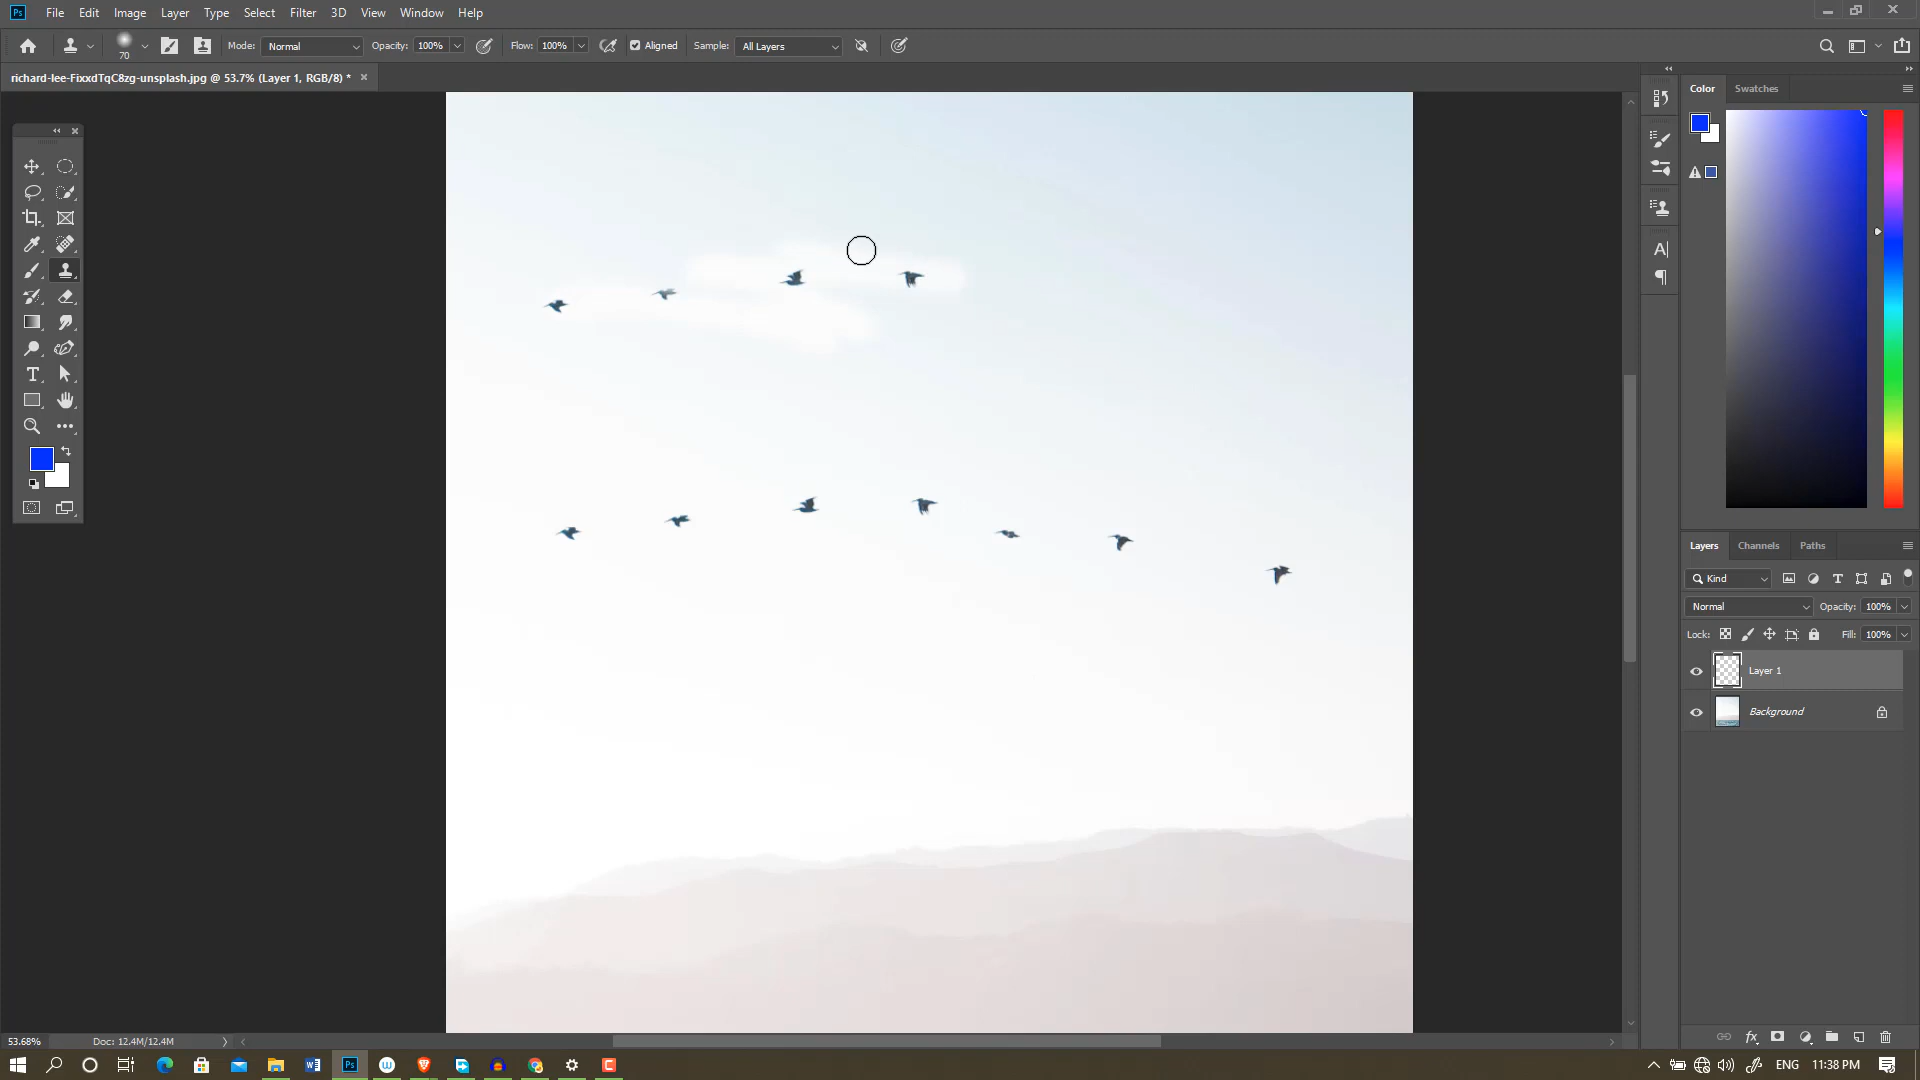 Ps File Edit Image Layer Type Select Filter 3D View Window Help
70 Mode: Normal Opacity: 100% Flow: 100% Aligned Sample: All Layers
richard-lee-FixxdTqC8zg-unsplash.jpg @ 53.7% (Layer 1, RGB/8) *
Color Swatches
Layers Channels Paths
Kind
Normal Opacity: 100%
Lock: Fill: 100%
Layer 1
Background
53.68% Doc: 12.4M/12.4M
ENG 11:38 PM